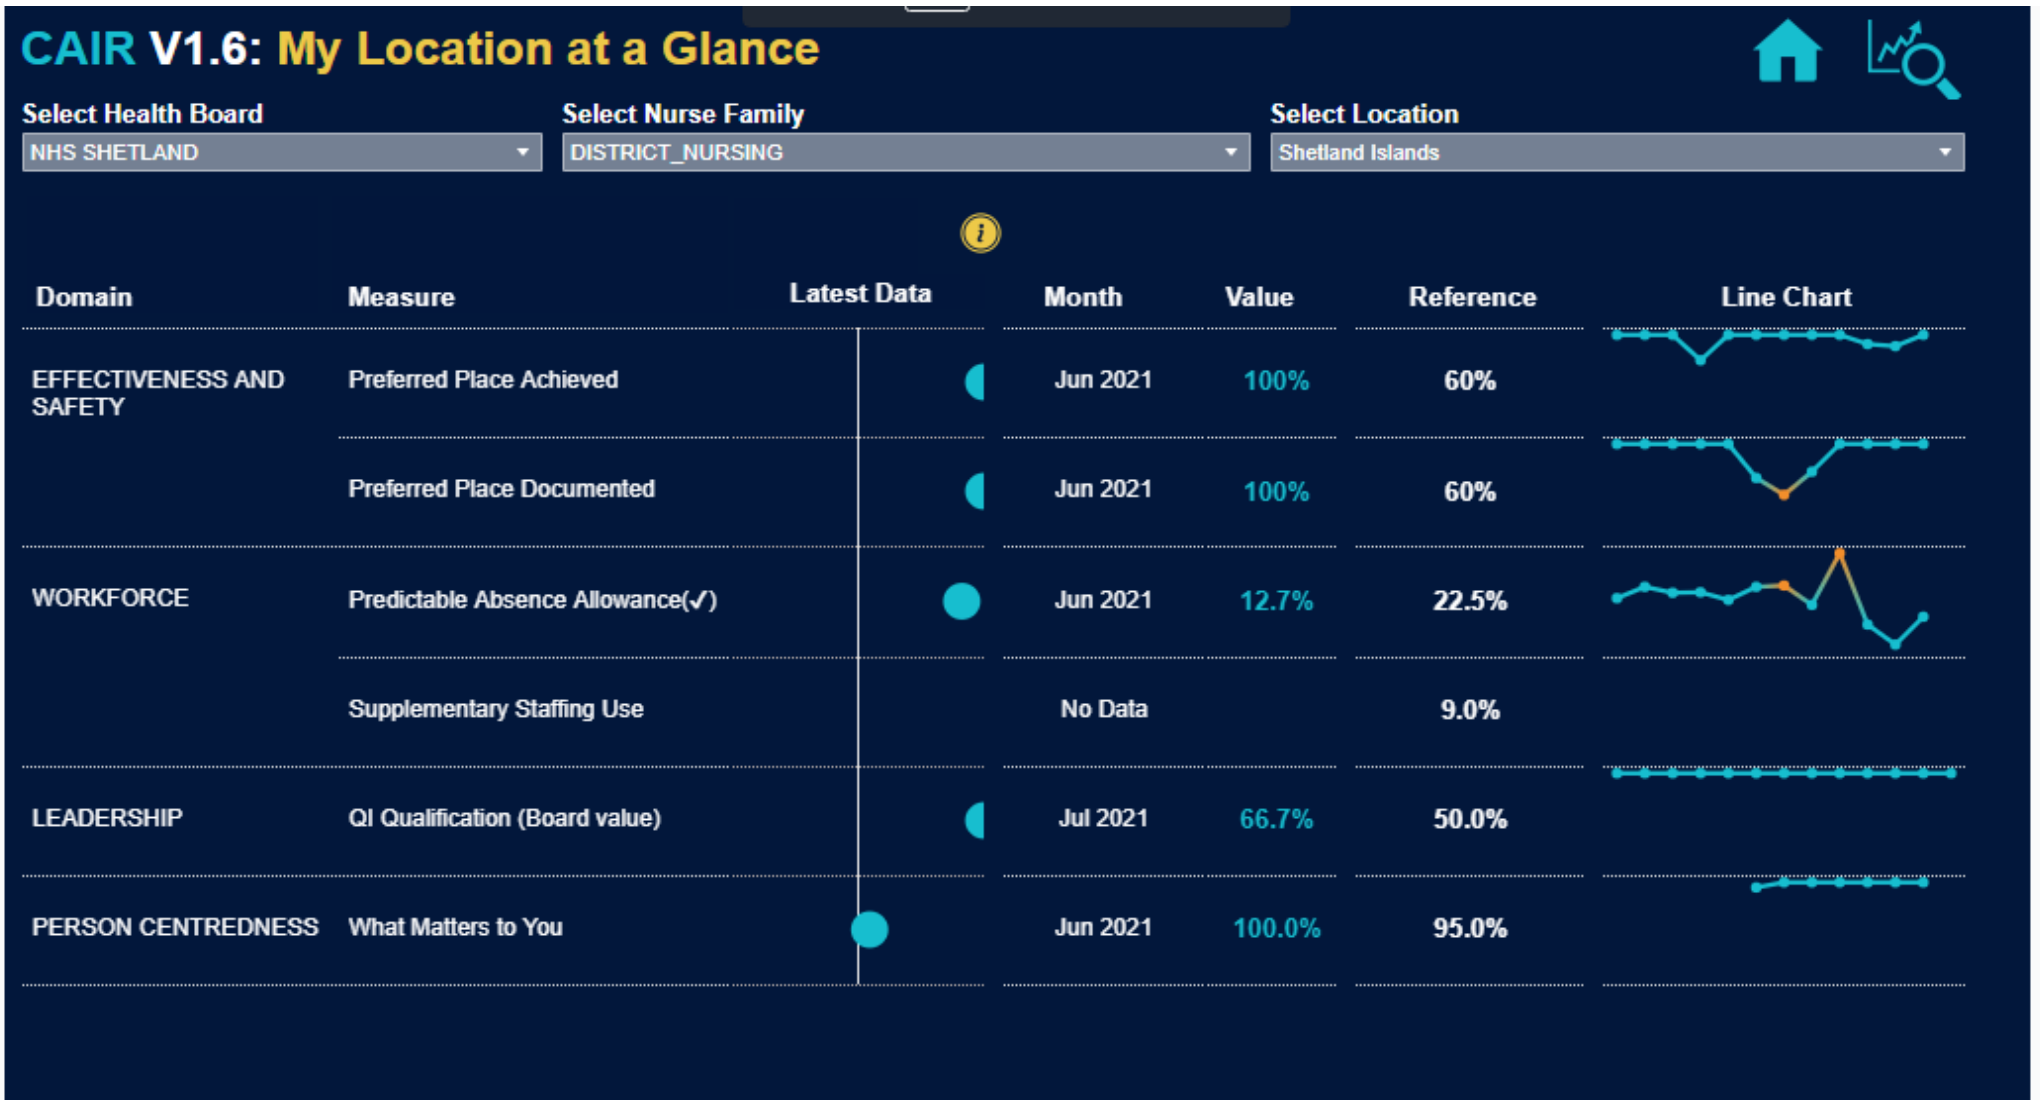 CAIR V1.6: My Location at a Glance
Select Health Board Select Nurse Family Select Location
NHS SHETLAND DISTRICT_NURSING Shetland Islands
i
Domain Measure Latest Data Month Value Reference Line Chart
EFFECTIVENESS AND
SAFETY
Preferred Place Achieved Jun 2021 100% 60%
Preferred Place Documented Jun 2021 100% 60%
WORKFORCE Predictable Absence Allowance(✓) Jun 2021 12.7% 22.5%
Supplementary Staffing Use No Data 9.0%
LEADERSHIP QI Qualification (Board value) Jul 2021 66.7% 50.0%
PERSON CENTREDNESS What Matters to You Jun 2021 100.0% 95.0%